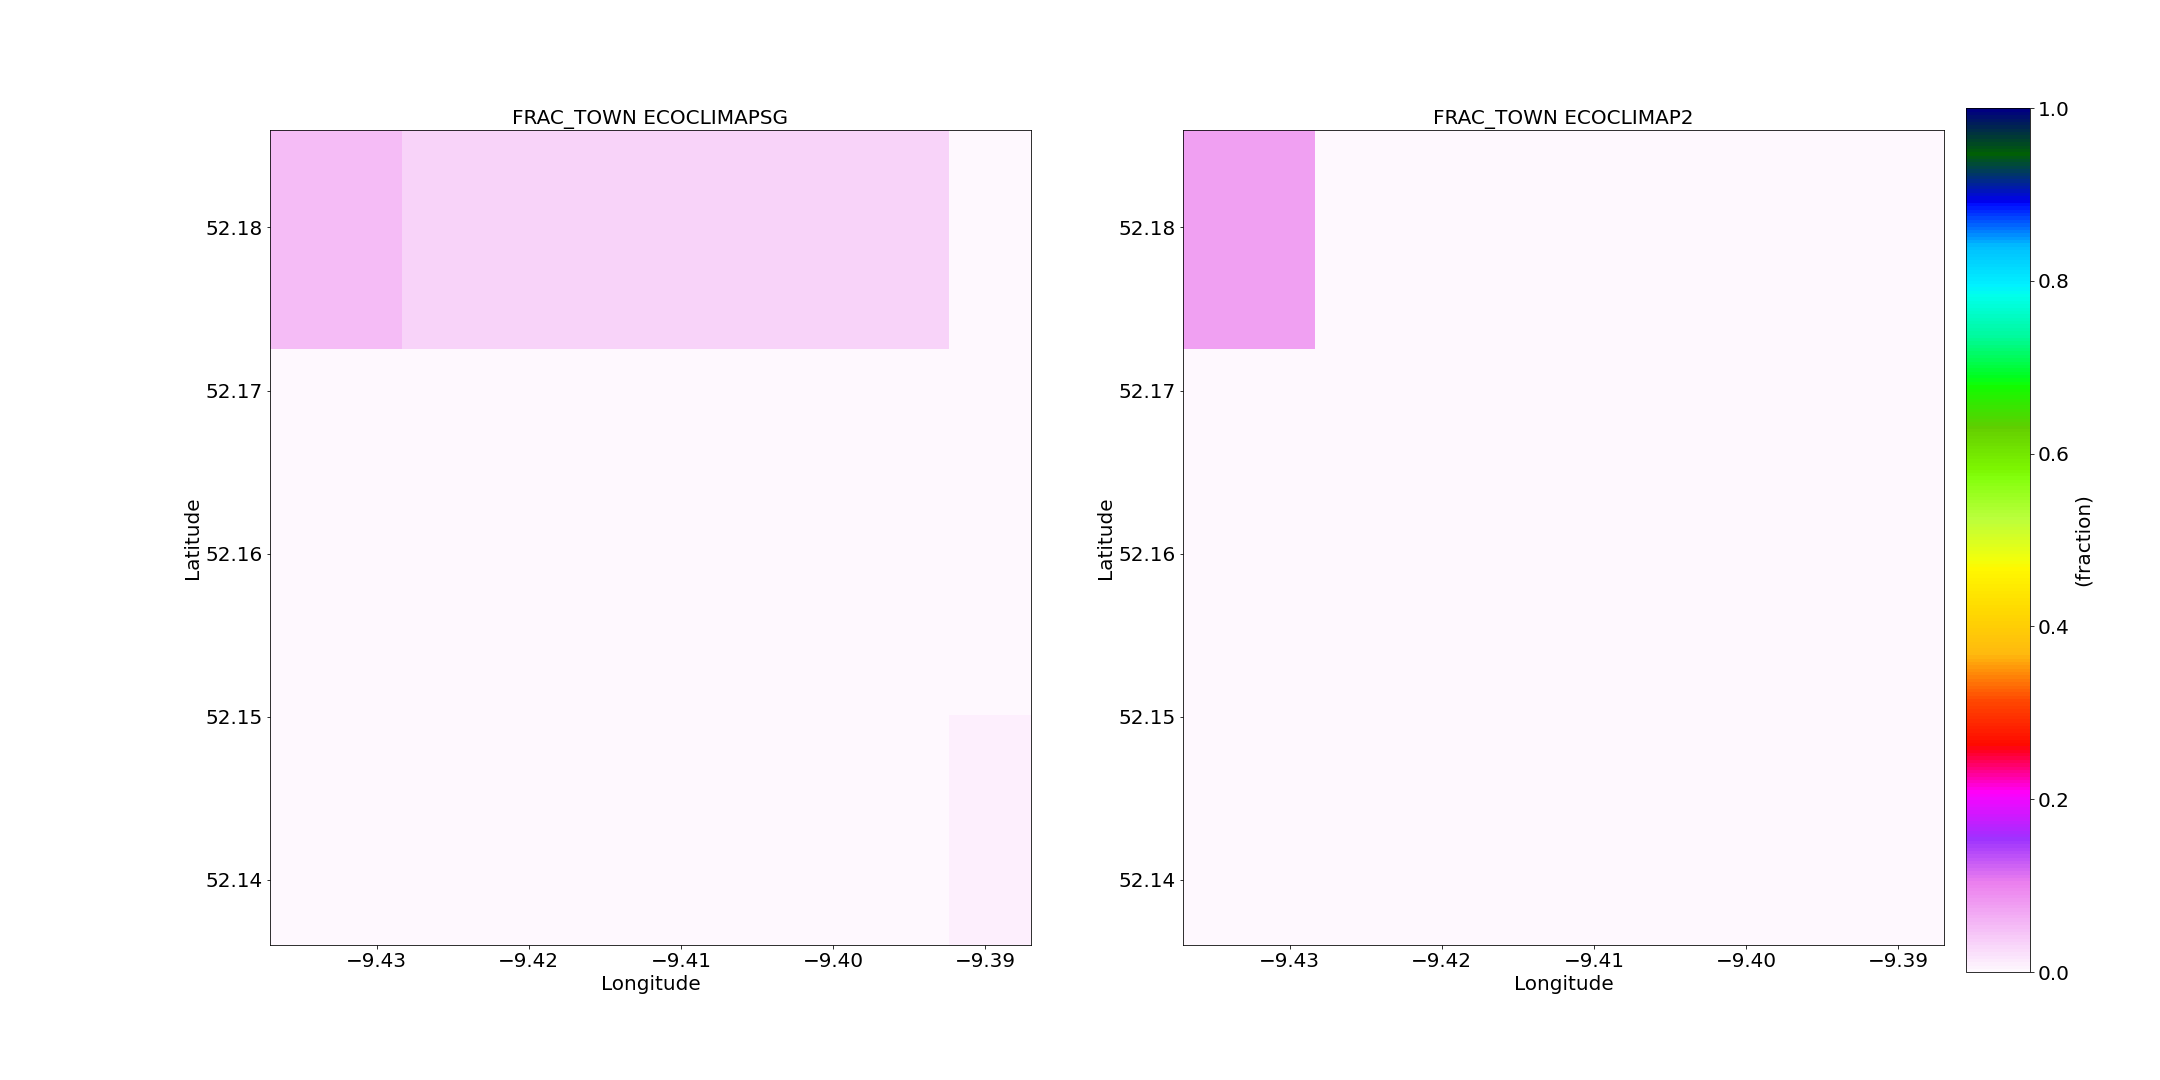 FRAC_TOWN ECOCLIMAPSG
52.18
52.17
52.16
52.15
52.14
Latitude
−9.43 −9.42 −9.41 −9.40 −9.39
Longitude
FRAC_TOWN ECOCLIMAP2
52.18
52.17
52.16
52.15
52.14
Latitude
−9.43 −9.42 −9.41 −9.40 −9.39
Longitude
1.0
0.8
0.6
0.4
0.2
0.0
(fraction)